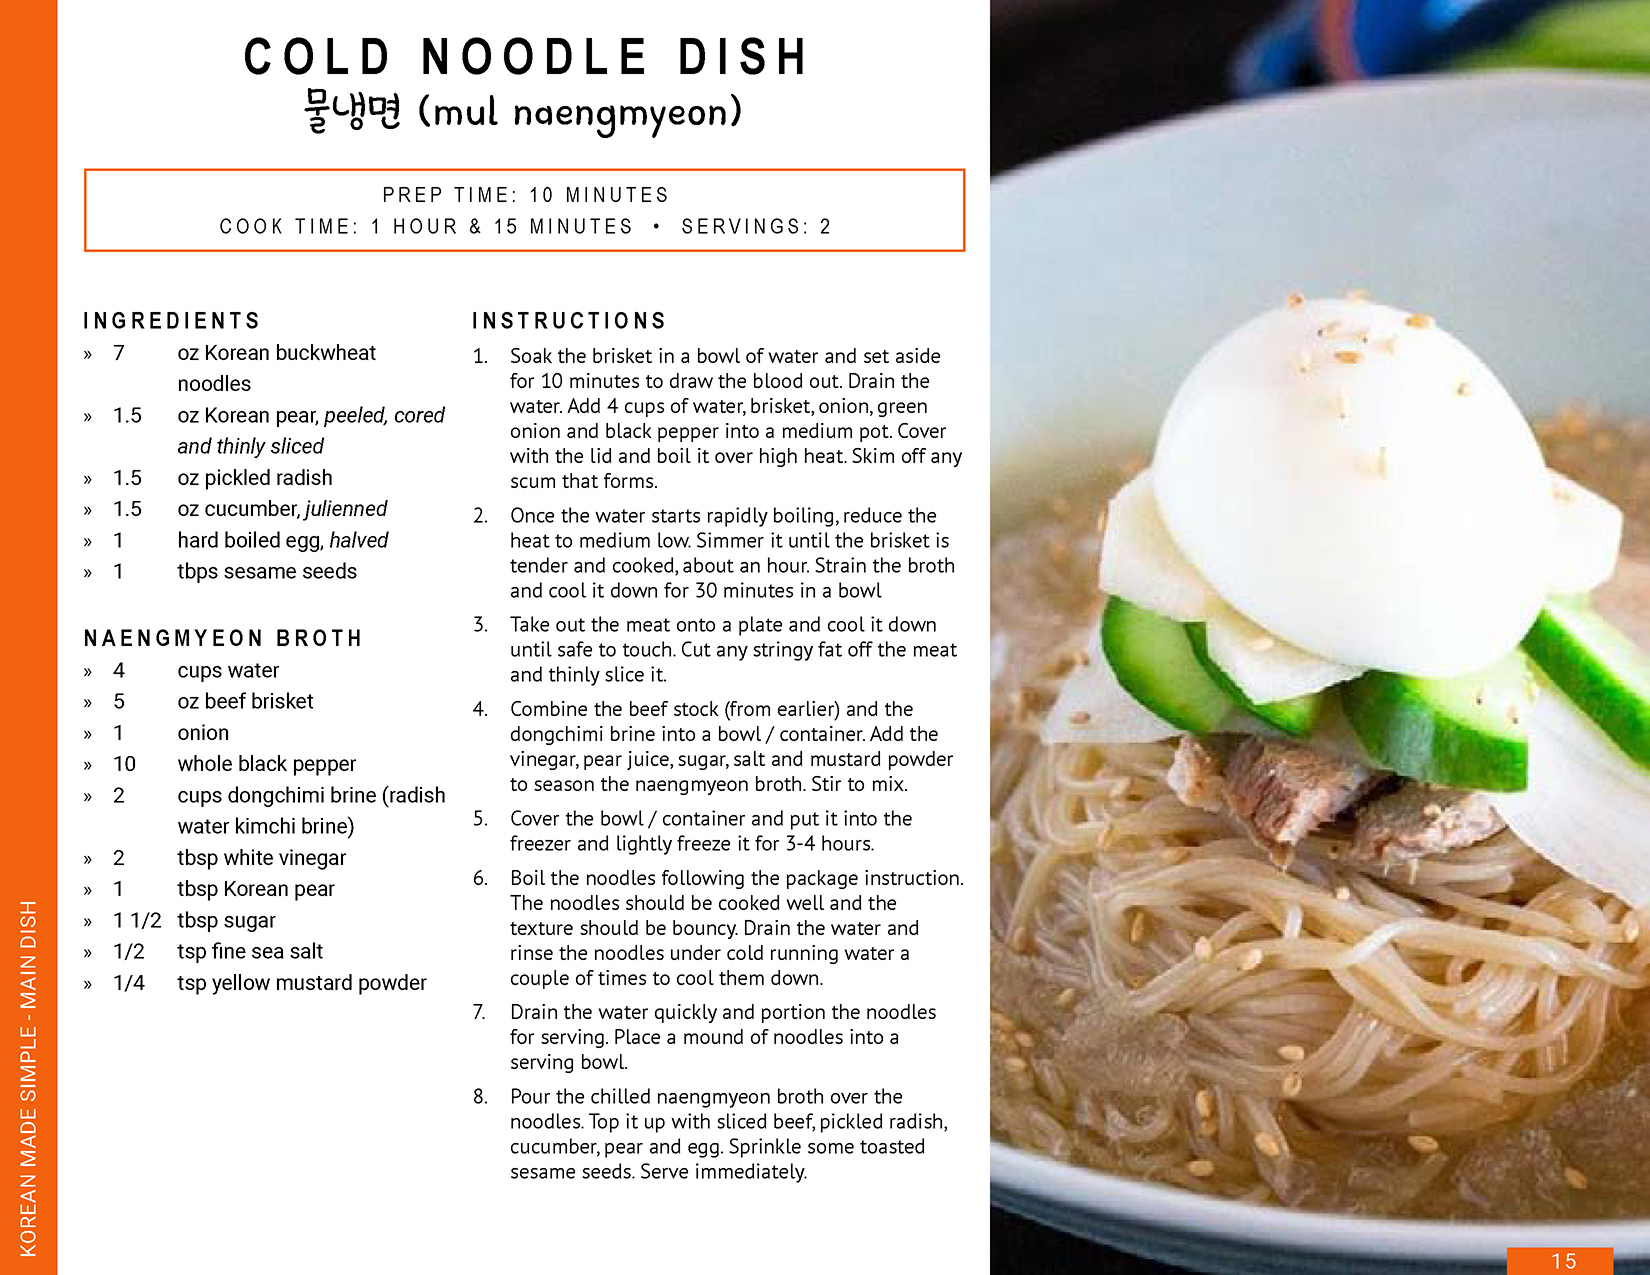 COLD NOODLE DISH
물냉면 (mul naengmyeon)
PREP TIME: 10 MINUTES
COOK TIME: 1 HOUR & 15 MINUTES • SERVINGS: 2
INGREDIENTS
» 7 oz Korean buckwheat
noodles
» 1.5 oz Korean pear, peeled, cored
and thinly sliced
» 1.5 oz pickled radish
» 1.5 oz cucumber, julienned
» 1 hard boiled egg, halved
» 1 tbps sesame seeds
NAENGMYEON BROTH
» 4 cups water
» 5 oz beef brisket
» 1 onion
» 10 whole black pepper
» 2 cups dongchimi brine (radish
water kimchi brine)
» 2 tbsp white vinegar
» 1 tbsp Korean pear
» 1 1/2 tbsp sugar
» 1/2 tsp fine sea salt
» 1/4 tsp yellow mustard powder
INSTRUCTIONS
1. Soak the brisket in a bowl of water and set aside
for 10 minutes to draw the blood out. Drain the
water. Add 4 cups of water, brisket, onion, green
onion and black pepper into a medium pot. Cover
with the lid and boil it over high heat. Skim off any
scum that forms.
2. Once the water starts rapidly boiling, reduce the
heat to medium low. Simmer it until the brisket is
tender and cooked, about an hour. Strain the broth
and cool it down for 30 minutes in a bowl
3. Take out the meat onto a plate and cool it down
until safe to touch. Cut any stringy fat off the meat
and thinly slice it.
4. Combine the beef stock (from earlier) and the
dongchimi brine into a bowl / container. Add the
vinegar, pear juice, sugar, salt and mustard powder
to season the naengmyeon broth. Stir to mix.
5. Cover the bowl / container and put it into the
freezer and lightly freeze it for 3-4 hours.
6. Boil the noodles following the package instruction.
The noodles should be cooked well and the
texture should be bouncy. Drain the water and
rinse the noodles under cold running water a
couple of times to cool them down.
7. Drain the water quickly and portion the noodles
for serving. Place a mound of noodles into a
serving bowl.
8. Pour the chilled naengmyeon broth over the
noodles. Top it up with sliced beef, pickled radish,
cucumber, pear and egg. Sprinkle some toasted
sesame seeds. Serve immediately.
KOREAN MADE SIMPLE - MAIN DISH
15